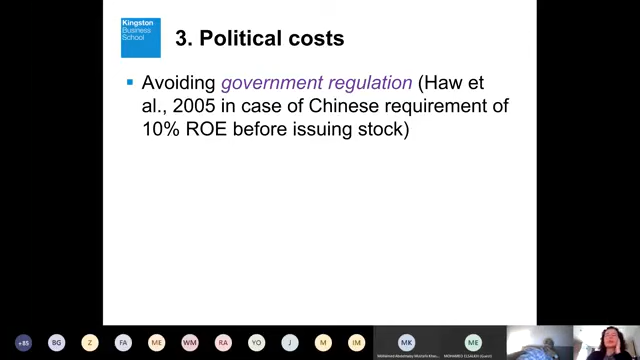 Kingston
Business
School
3. Political costs
Avoiding government regulation (Haw et
al., 2005 in case of Chinese requirement of
10% ROE before issuing stock)
+85
BG
Z
FA
ME
WM
RA
YO
J
M
IM
MK
ME